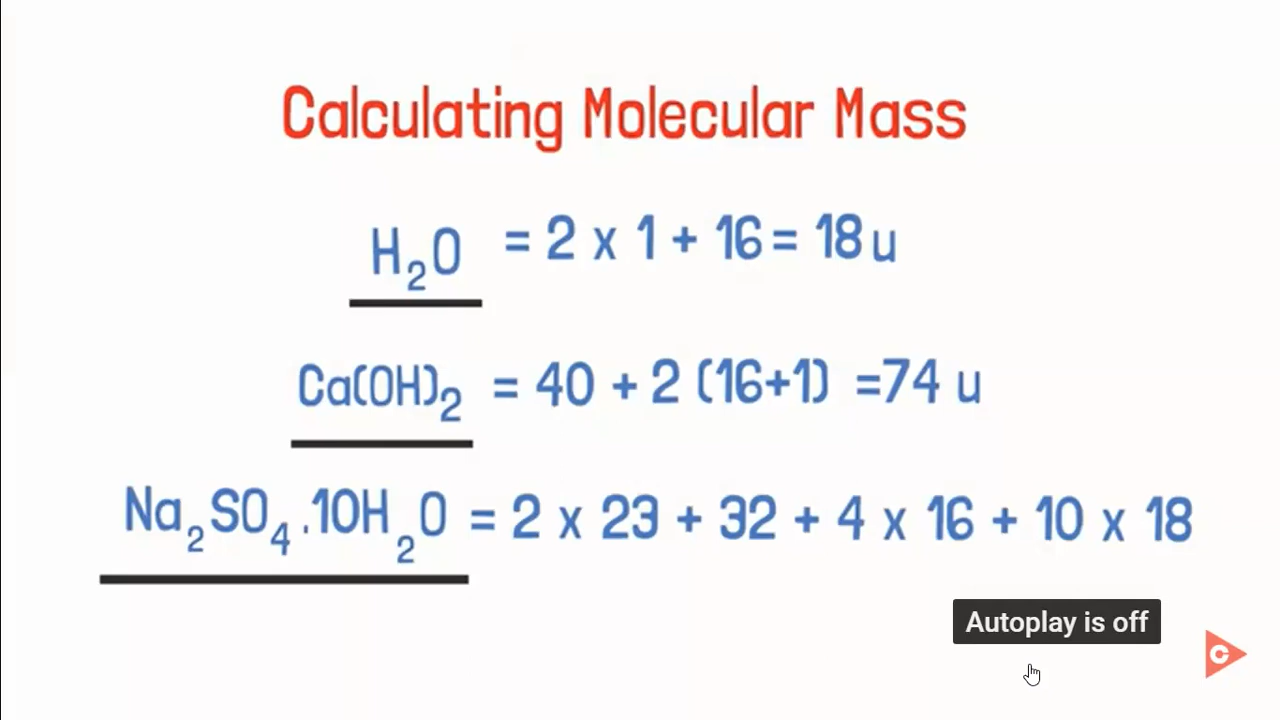 Calculating Molecular Mass
H₂O = 2 x 1 + 16 = 18 u
Ca(OH)₂ = 40 + 2 (16+1) =74 u
Na₂SO₄.10H₂O = 2 x 23 + 32 + 4 x 16 + 10 x 18
Autoplay is off
C